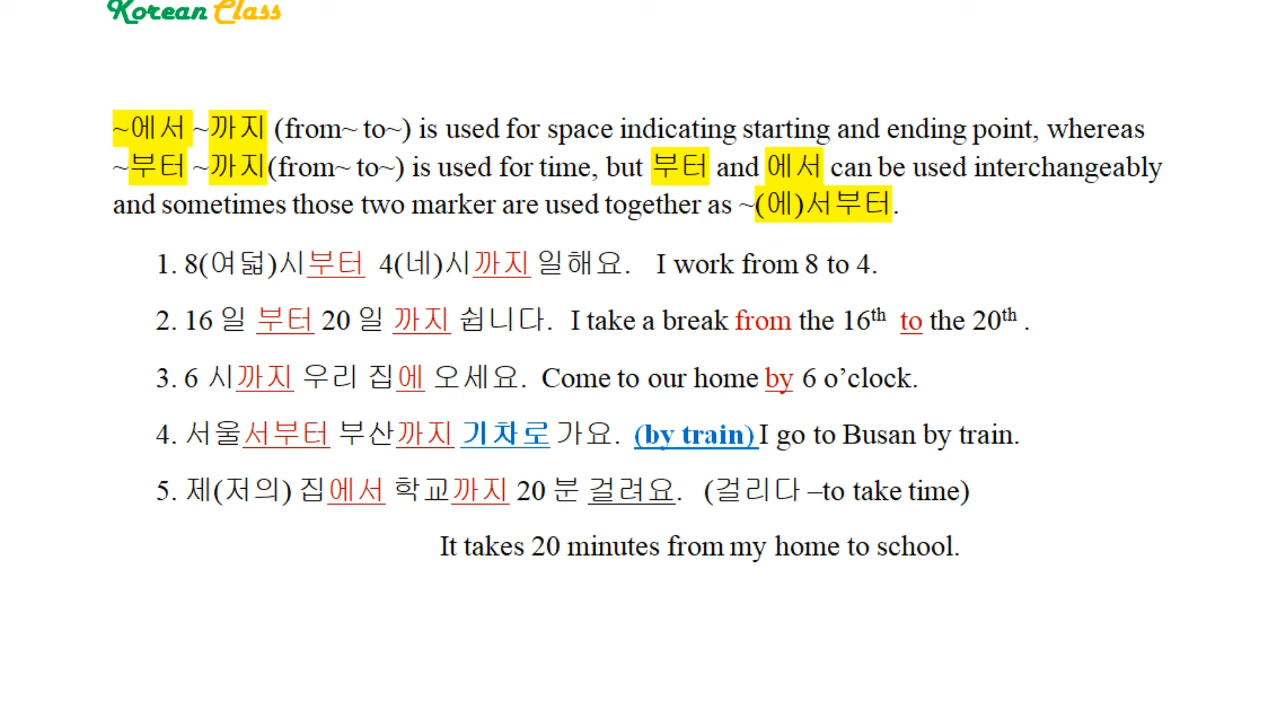 Korean Class
~에서 ~까지 (from~ to~) is used for space indicating starting and ending point, whereas
~부터 ~까지(from~ to~) is used for time, but 부터 and 에서 can be used interchangeably
and sometimes those two marker are used together as ~(에)서부터.
1. 8(여덟)시부터 4(네)시까지 일해요. I work from 8 to 4.
2. 16 일 부터 20 일 까지 쉽니다. I take a break from the 16th to the 20th .
3. 6 시까지 우리 집에 오세요. Come to our home by 6 o’clock.
4. 서울서부터 부산까지 기차로 가요. (by train) I go to Busan by train.
5. 제(저의) 집에서 학교까지 20 분 걸려요. (걸리다 –to take time)
It takes 20 minutes from my home to school.